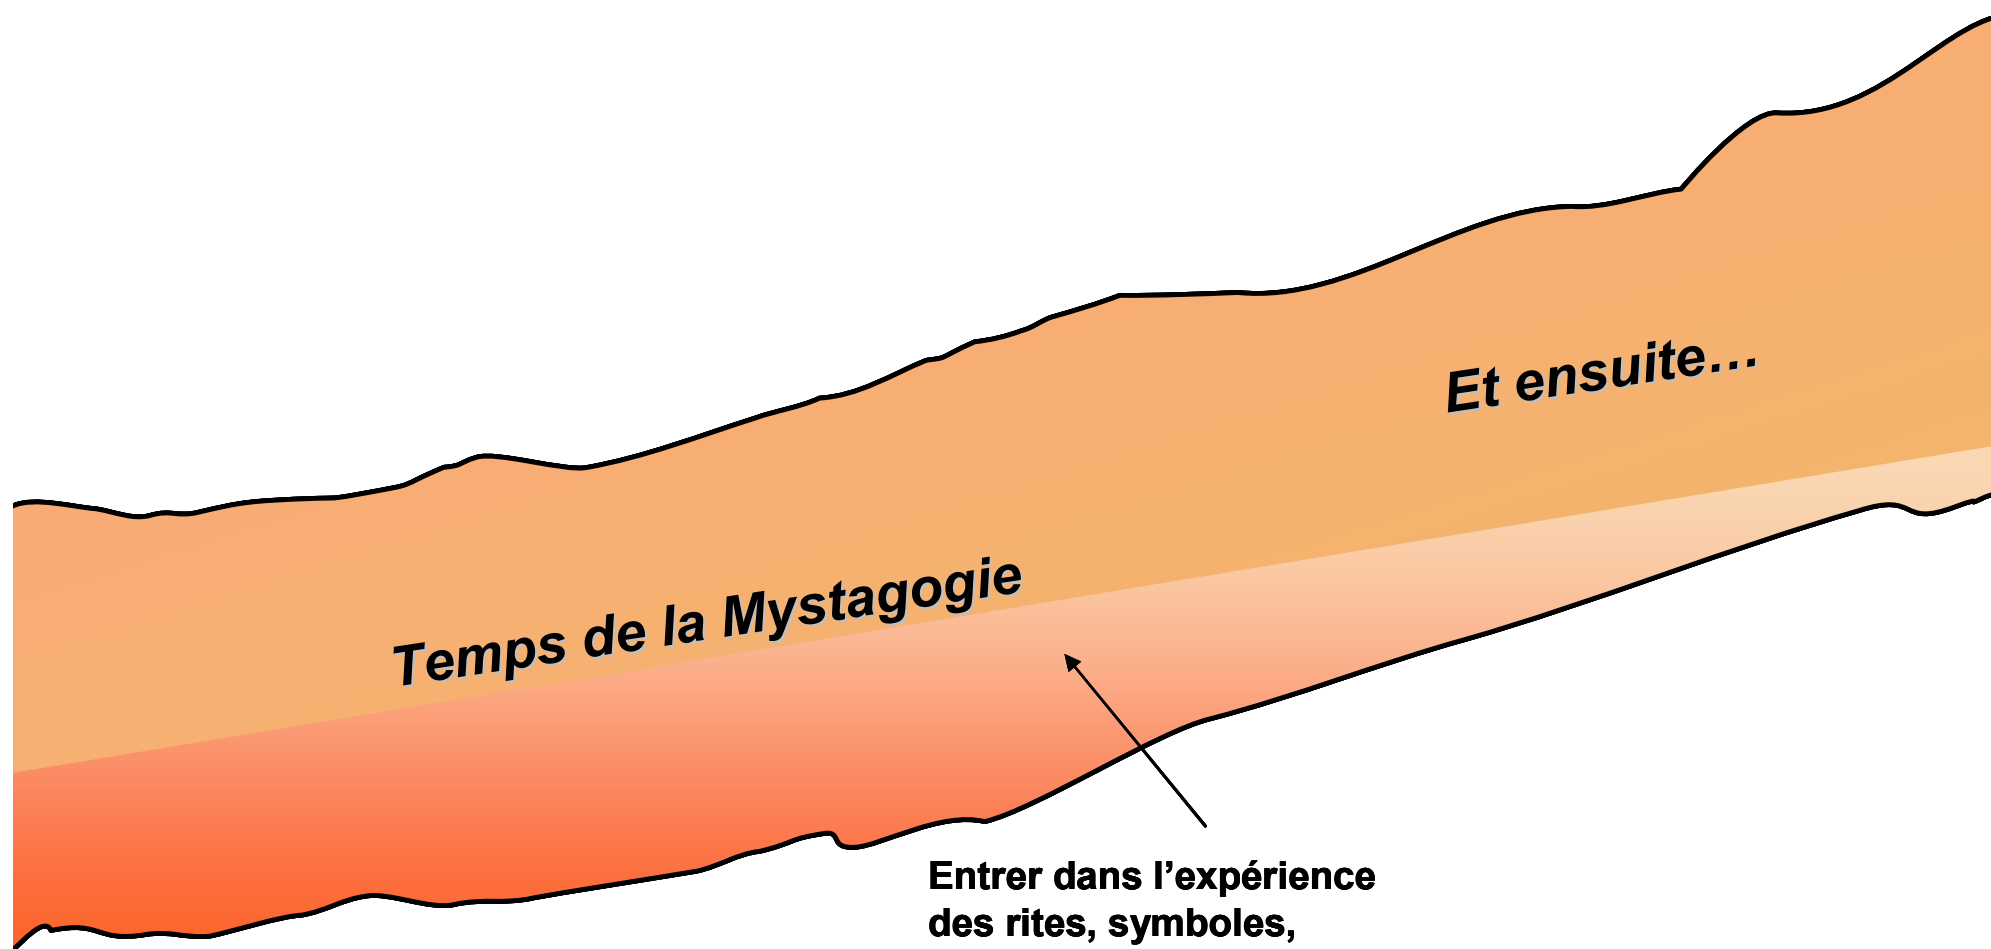 Et ensuite…
Temps de la Mystagogie
Entrer dans l’expérience
des rites, symboles,